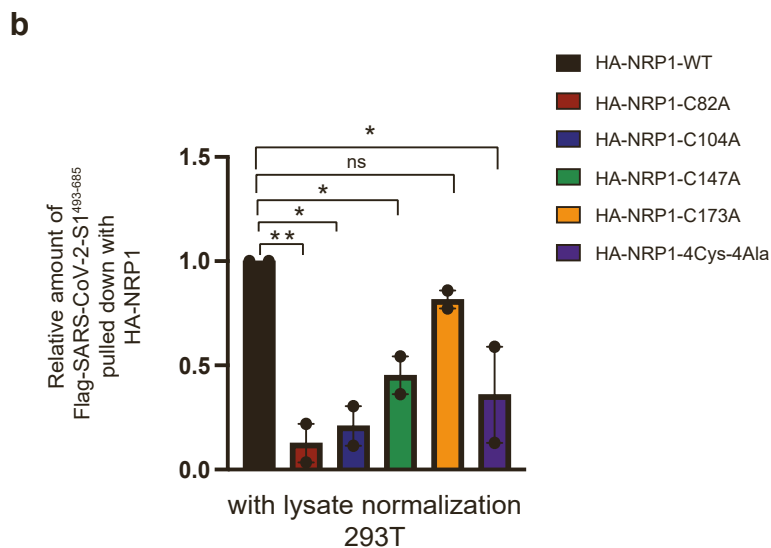 b
HA-NRP1-WT
HA-NRP1-C82A
HA-NRP1-C104A
HA-NRP1-C147A
HA-NRP1-C173A
HA-NRP1-4Cys-4Ala
Relative amount of
Flag-SARS-CoV-2-S1⁴⁹³⁻⁶⁸⁵
pulled down with
HA-NRP1
1.5
1.0
0.5
0.0
*
ns
*
*
**
with lysate normalization
293T